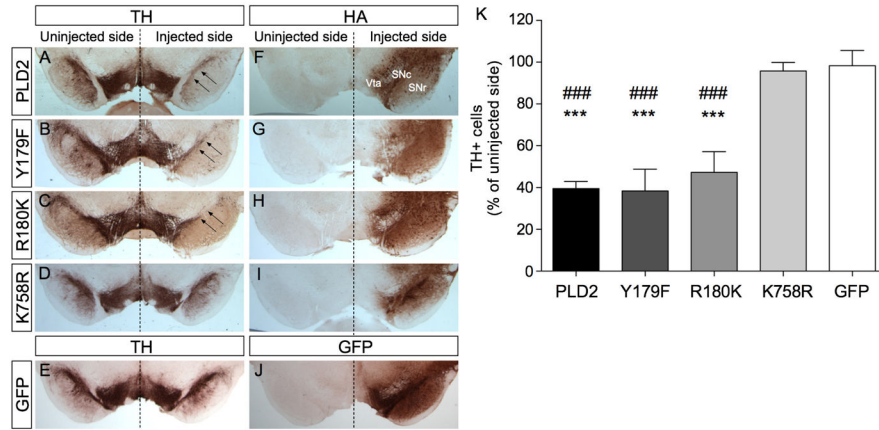 TH
HA
Uninjected side
Injected side
Uninjected side
Injected side
PLD2
A
F
Vta
SNc
SNr
Y179F
B
G
R180K
C
H
K758R
D
I
TH
GFP
GFP
E
J
K
TH+ cells
(% of uninjected side)
120
100
80
60
40
20
0
### ### ###
*** *** ***
PLD2 Y179F R180K K758R GFP